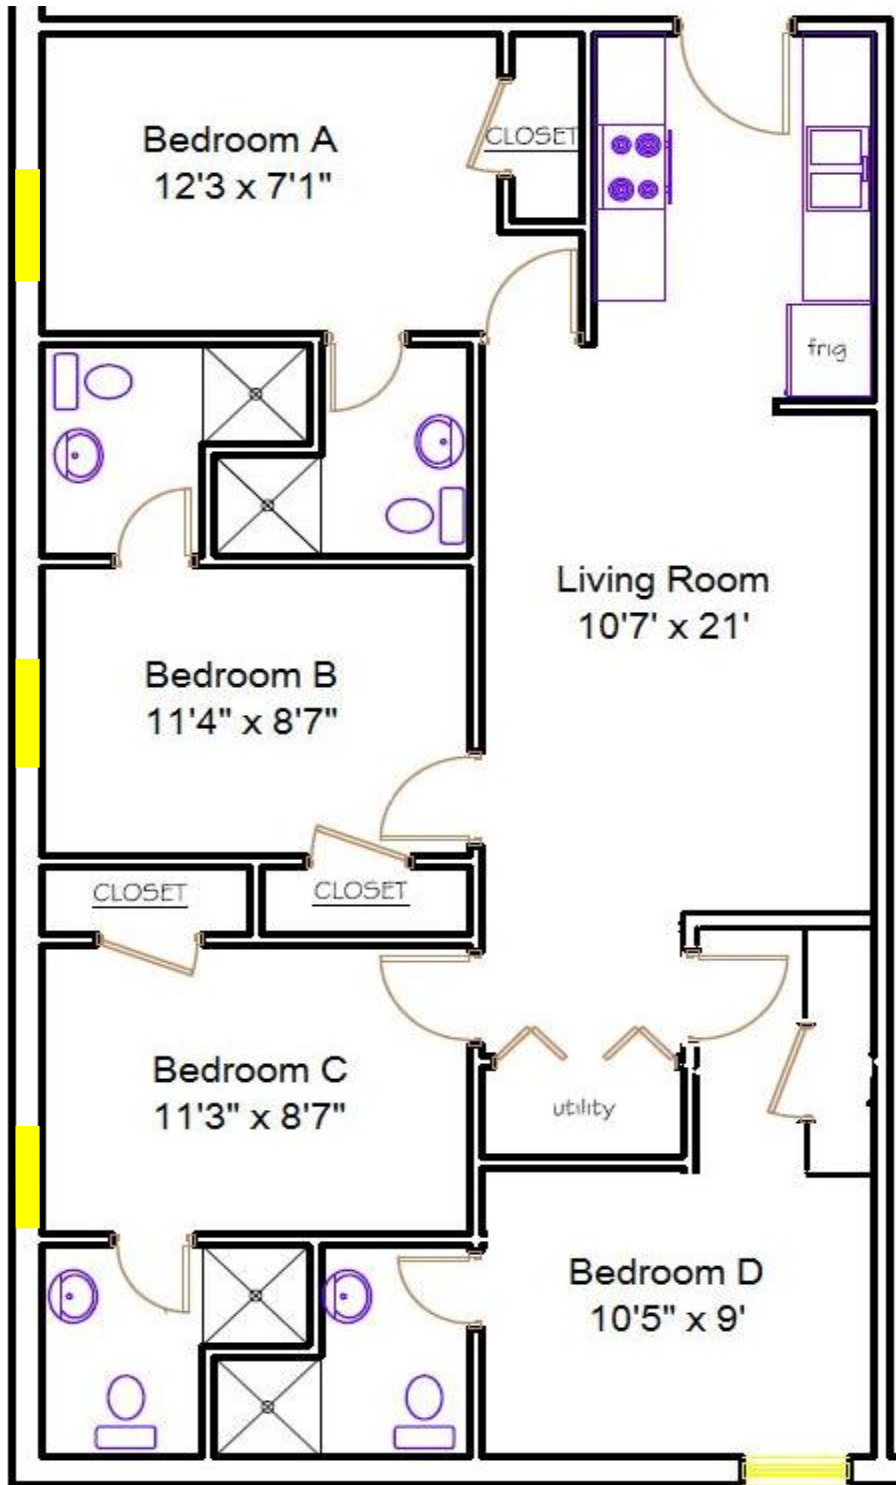 Bedroom A
12'3 x 7'1"
CLOSET
frig
Living Room
10'7' x 21'
Bedroom B
11'4" x 8'7"
CLOSET
CLOSET
Bedroom C
11'3" x 8'7"
utility
Bedroom D
10'5" x 9'